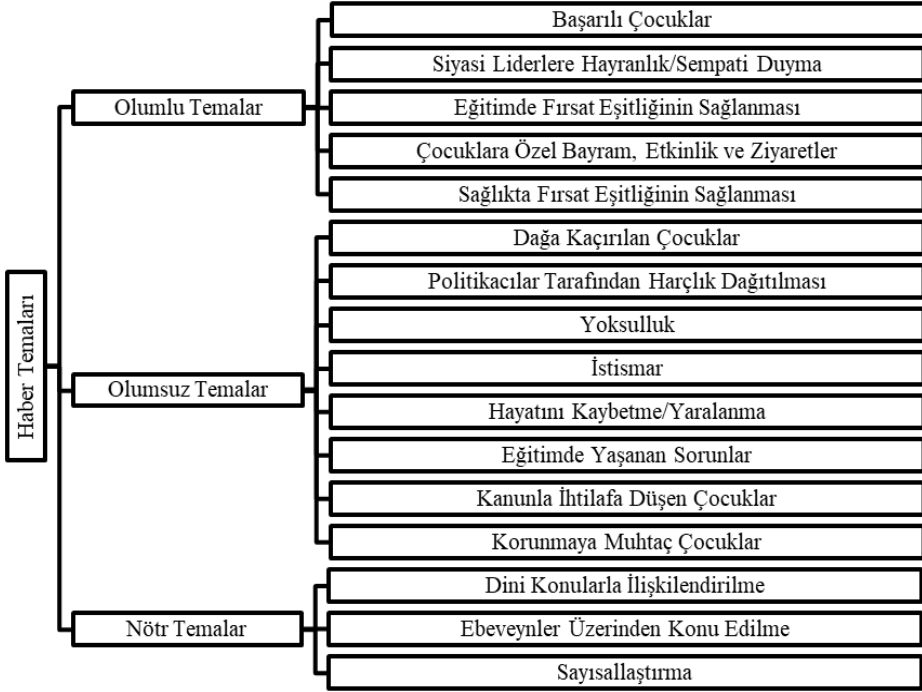 Haber Temaları
Olumlu Temalar
Başarılı Çocuklar
Siyasi Liderlere Hayranlık/Sempati Duyma
Eğitimde Fırsat Eşitliğinin Sağlanması
Çocuklara Özel Bayram, Etkinlik ve Ziyaretler
Sağlıkta Fırsat Eşitliğinin Sağlanması
Olumsuz Temalar
Dağa Kaçırılan Çocuklar
Politikacılar Tarafından Harçlık Dağıtılması
Yoksulluk
İstismar
Hayatını Kaybetme/Yaralanma
Eğitimde Yaşanan Sorunlar
Kanunla İhtilafa Düşen Çocuklar
Korunmaya Muhtaç Çocuklar
Nötr Temalar
Dini Konularla İlişkilendirilme
Ebeveynler Üzerinden Konu Edilme
Sayısallaştırma